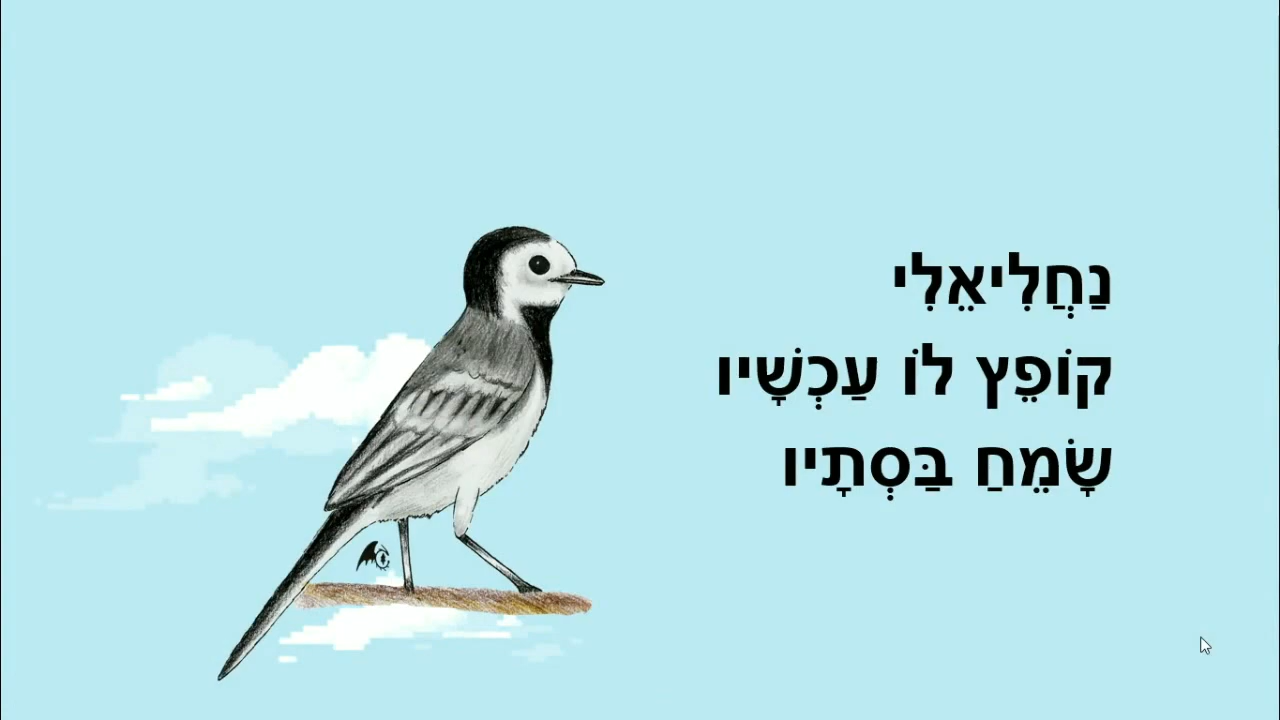 נַחֲלִיאֵלִי
קוֹפֵץ לוֹ עַכְשָׁיו
שָׂמֵחַ בַּסְתָיו